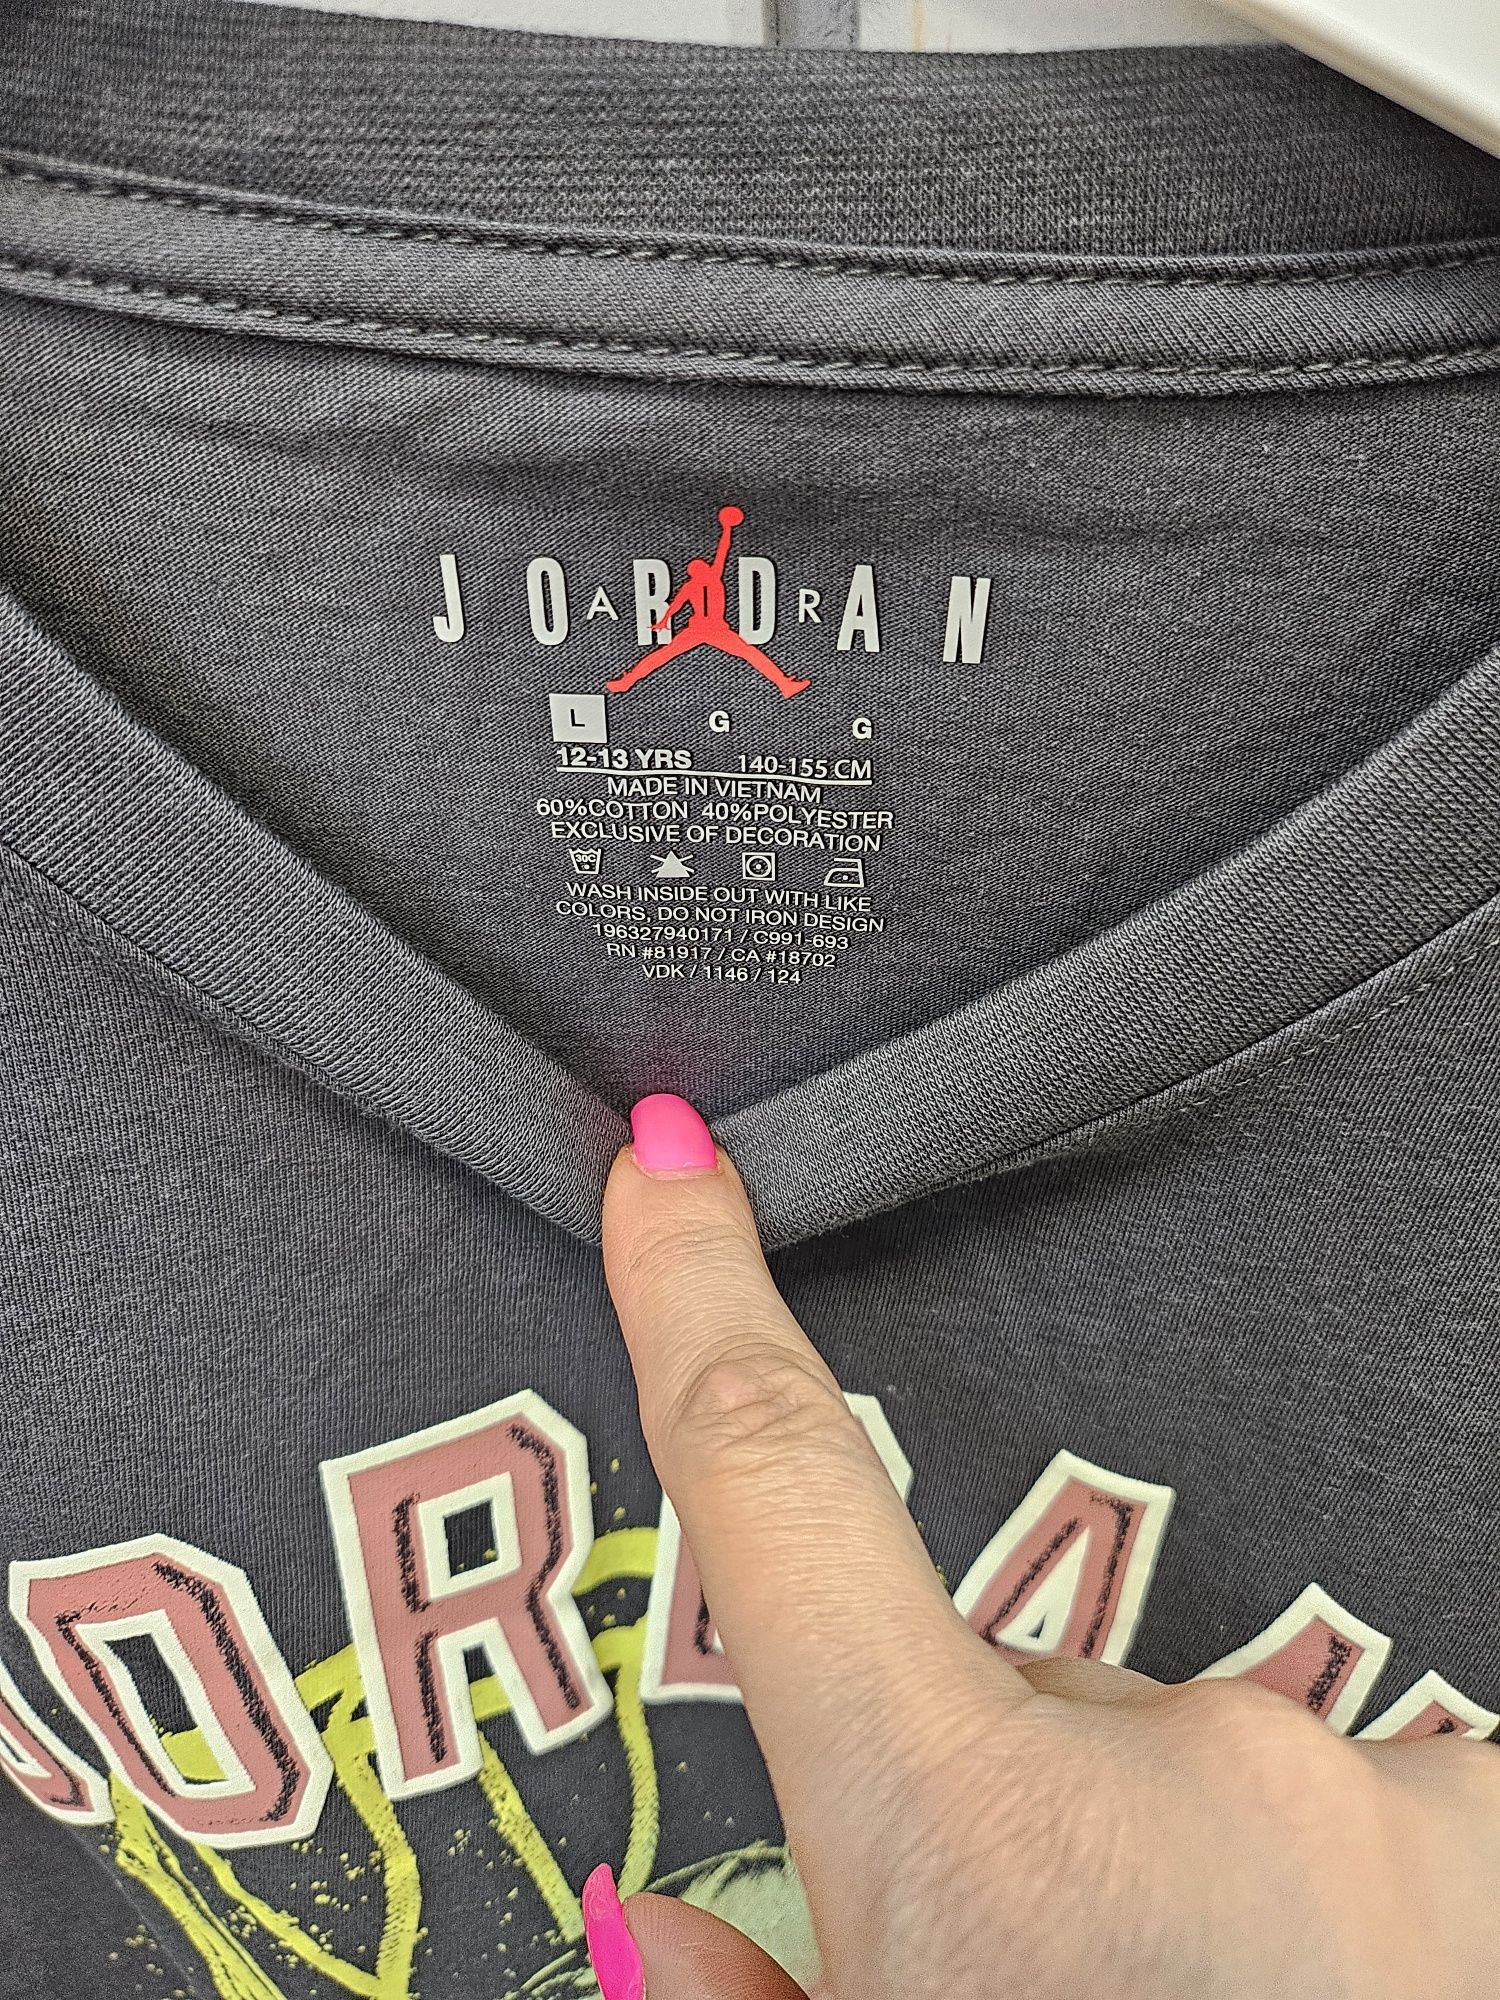 JORDAN
AIR
L G G
12-13 YRS 140-155 CM
MADE IN VIETNAM
60%COTTON 40%POLYESTER
EXCLUSIVE OF DECORATION
30C
WASH INSIDE OUT WITH LIKE
COLORS, DO NOT IRON DESIGN
196327940171 / C991-693
RN #81917 / CA #18702
VDK / 1146 / 124
JORDAN